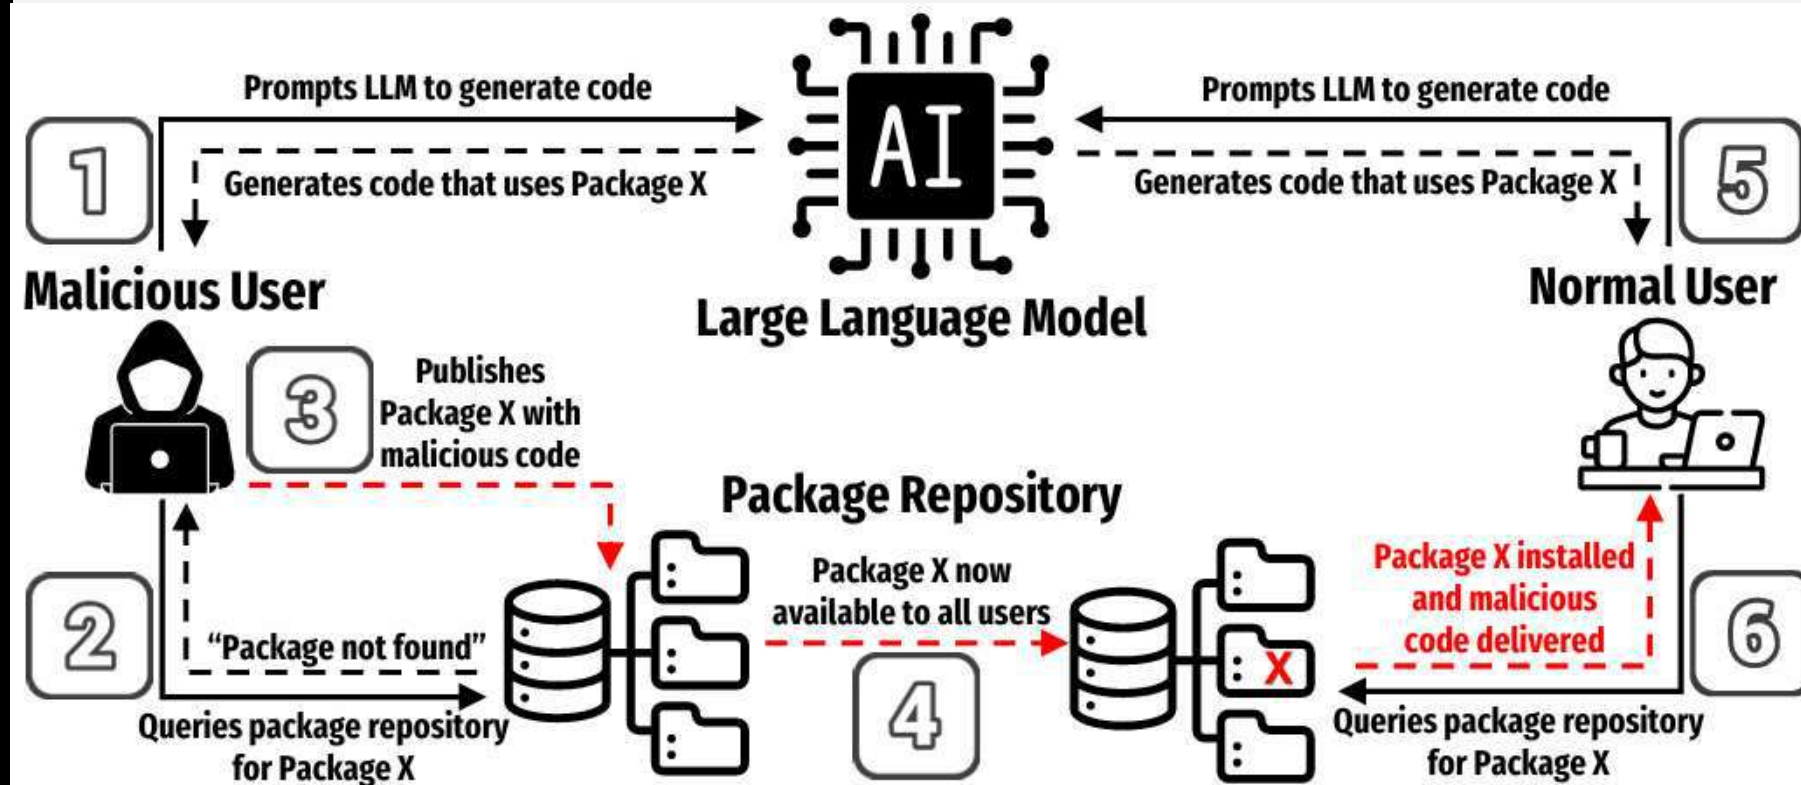 Prompts LLM to generate code
1
Generates code that uses Package X
Malicious User
AI
Large Language Model
Prompts LLM to generate code
5
Generates code that uses Package X
Normal User
3
Publishes
Package X with
malicious code
2
"Package not found"
Queries package repository
for Package X
Package Repository
Package X now
available to all users
4
X
Package X installed
and malicious
code delivered
6
Queries package repository
for Package X